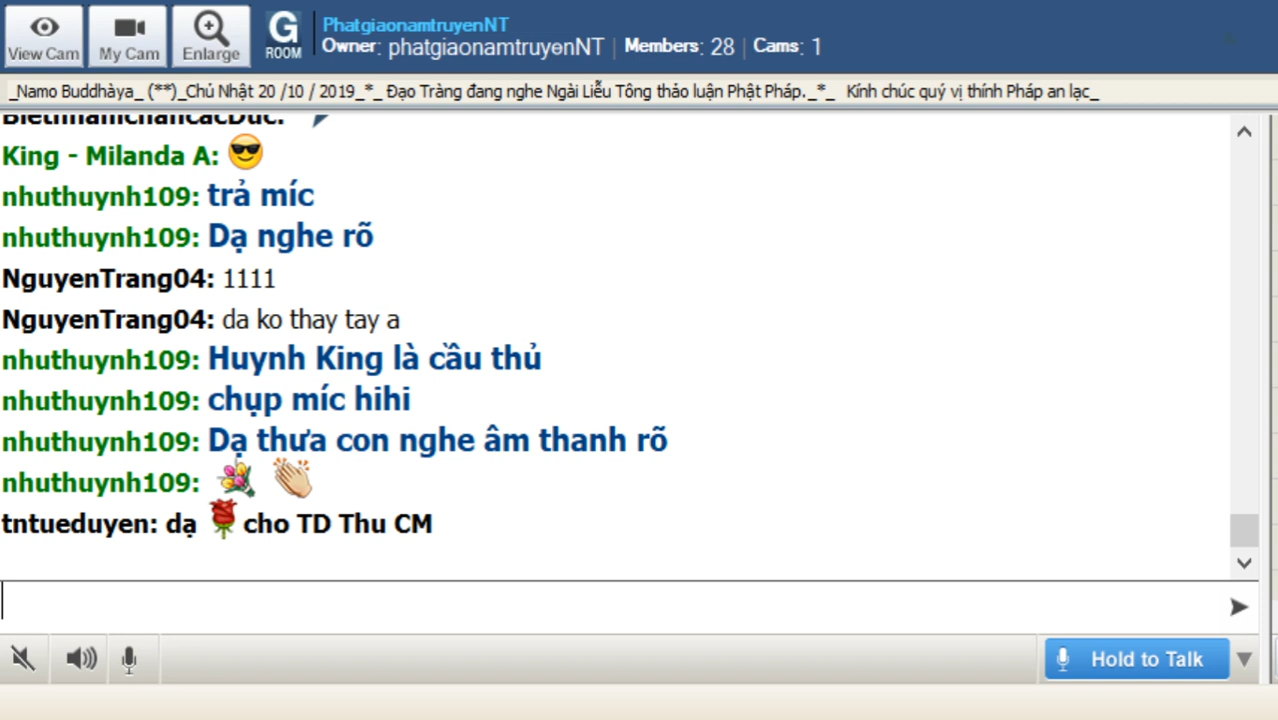 View Cam
My Cam
Enlarge
G
ROOM
PhatgiaonamtruyenNT
Owner: phatgiaonamtruyenNT | Members: 28 | Cams: 1
_Namo Buddhàya_ (**)_Chủ Nhật 20 /10 / 2019_*_ Đạo Tràng đang nghe Ngài Liễu Tông thảo luận Phật Pháp._*_ Kính chúc quý vị thính Pháp an lạc_
King - Milanda A:
nhuthuynh109: trả míc
nhuthuynh109: Dạ nghe rõ
NguyenTrang04: 1111
NguyenTrang04: da ko thay tay a
nhuthuynh109: Huynh King là cầu thủ
nhuthuynh109: chụp míc hihi
nhuthuynh109: Dạ thưa con nghe âm thanh rõ
nhuthuynh109:
tntueduyen: dạ cho TD Thu CM
Hold to Talk